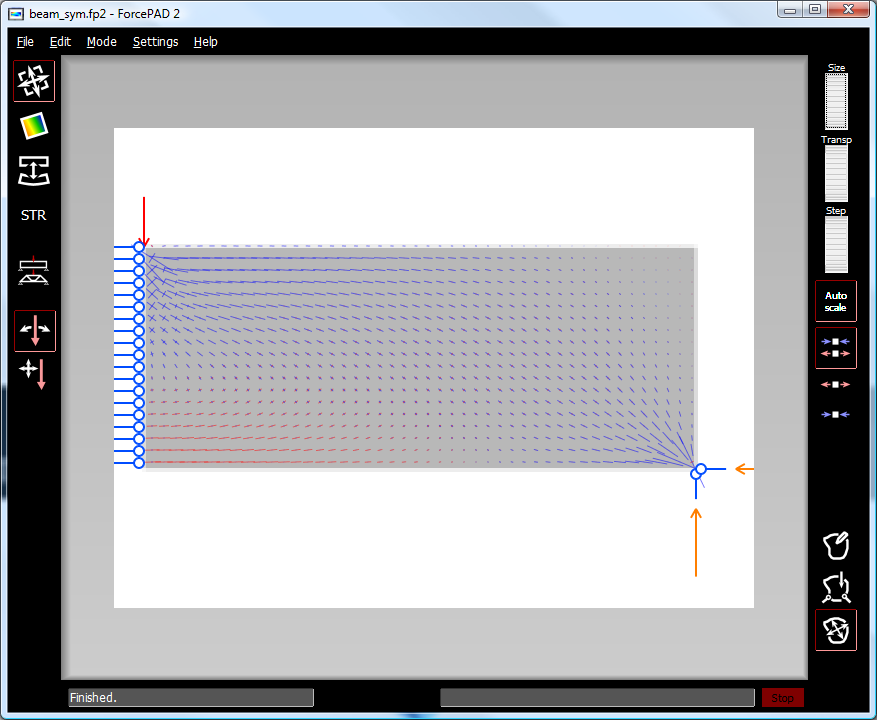 beam_sym.fp2 - ForcePAD 2
File Edit Mode Settings Help
Size
Transp
STR
Step
Auto
scale
Finished.
Stop